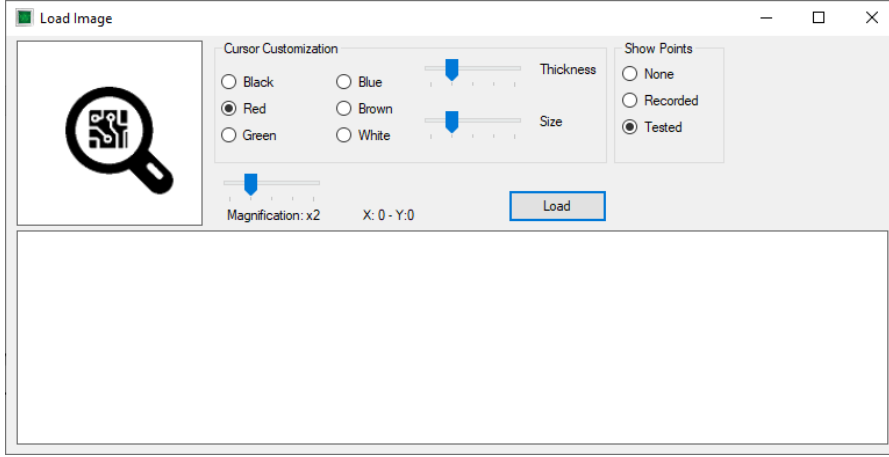 Load Image
Cursor Customization
Black
Blue
Red
Brown
Green
White
Thickness
Size
Show Points
None
Recorded
Tested
Magnification: x2
X: 0 - Y:0
Load